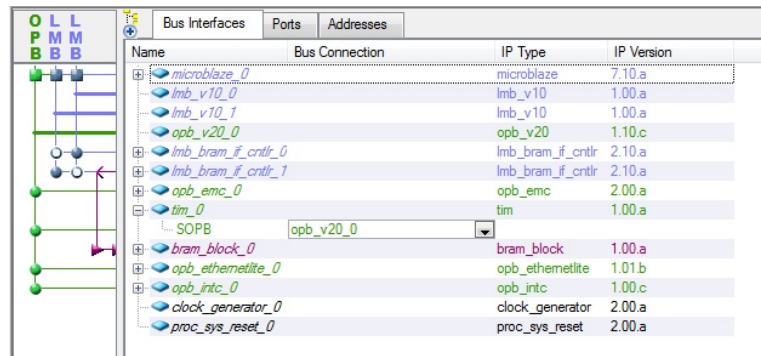 O L L
P M M
B B B
Bus Interfaces Ports Addresses
Name Bus Connection IP Type IP Version
microblaze_0 microblaze 7.10.a
lmb_v10_0 lmb_v10 1.00.a
lmb_v10_1 lmb_v10 1.00.a
opb_v20_0 opb_v20 1.10.c
lmb_bram_if_cntlr_0 lmb_bram_if_cntlr 2.10.a
lmb_bram_if_cntlr_1 lmb_bram_if_cntlr 2.10.a
opb_emc_0 opb_emc 2.00.a
tim_0 tim 1.00.a
SOPB opb_v20_0
bram_block_0 bram_block 1.00.a
opb_ethernetlite_0 opb_ethernetlite 1.01.b
opb_intc_0 opb_intc 1.00.c
clock_generator_0 clock_generator 2.00.a
proc_sys_reset_0 proc_sys_reset 2.00.a